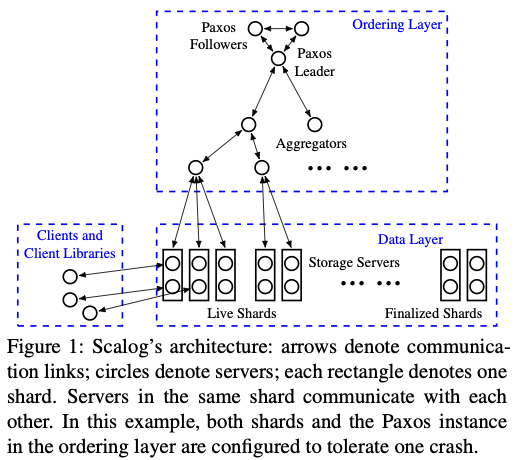 Ordering Layer
Paxos
Followers
Paxos
Leader
Aggregators
Clients and
Client Libraries
Data Layer
Storage Servers
Live Shards
Finalized Shards
Figure 1: Scalog's architecture: arrows denote communica-
tion links; circles denote servers; each rectangle denotes one
shard. Servers in the same shard communicate with each
other. In this example, both shards and the Paxos instance
in the ordering layer are configured to tolerate one crash.